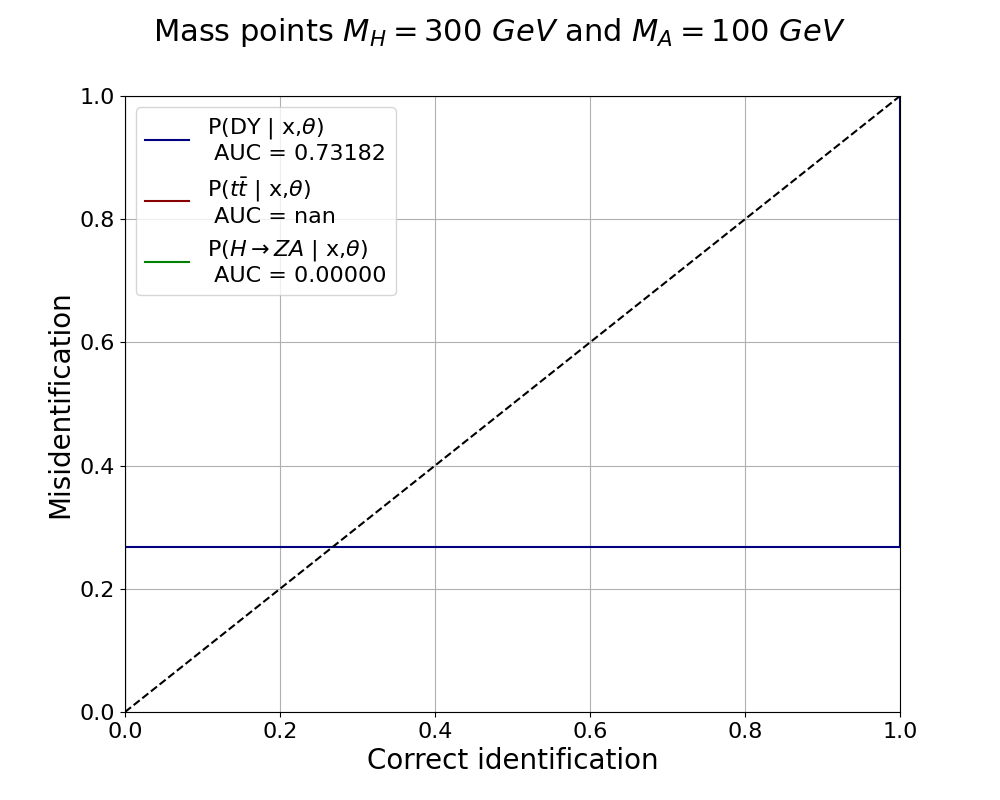 Mass points M_H = 300 GeV and M_A = 100 GeV
1.0
0.8
0.6
0.4
0.2
0.0
Misidentification
P(DY | x,θ)
AUC = 0.73182
P(tt̄ | x,θ)
AUC = nan
P(H → ZA | x,θ)
AUC = 0.00000
0.0 0.2 0.4 0.6 0.8 1.0
Correct identification